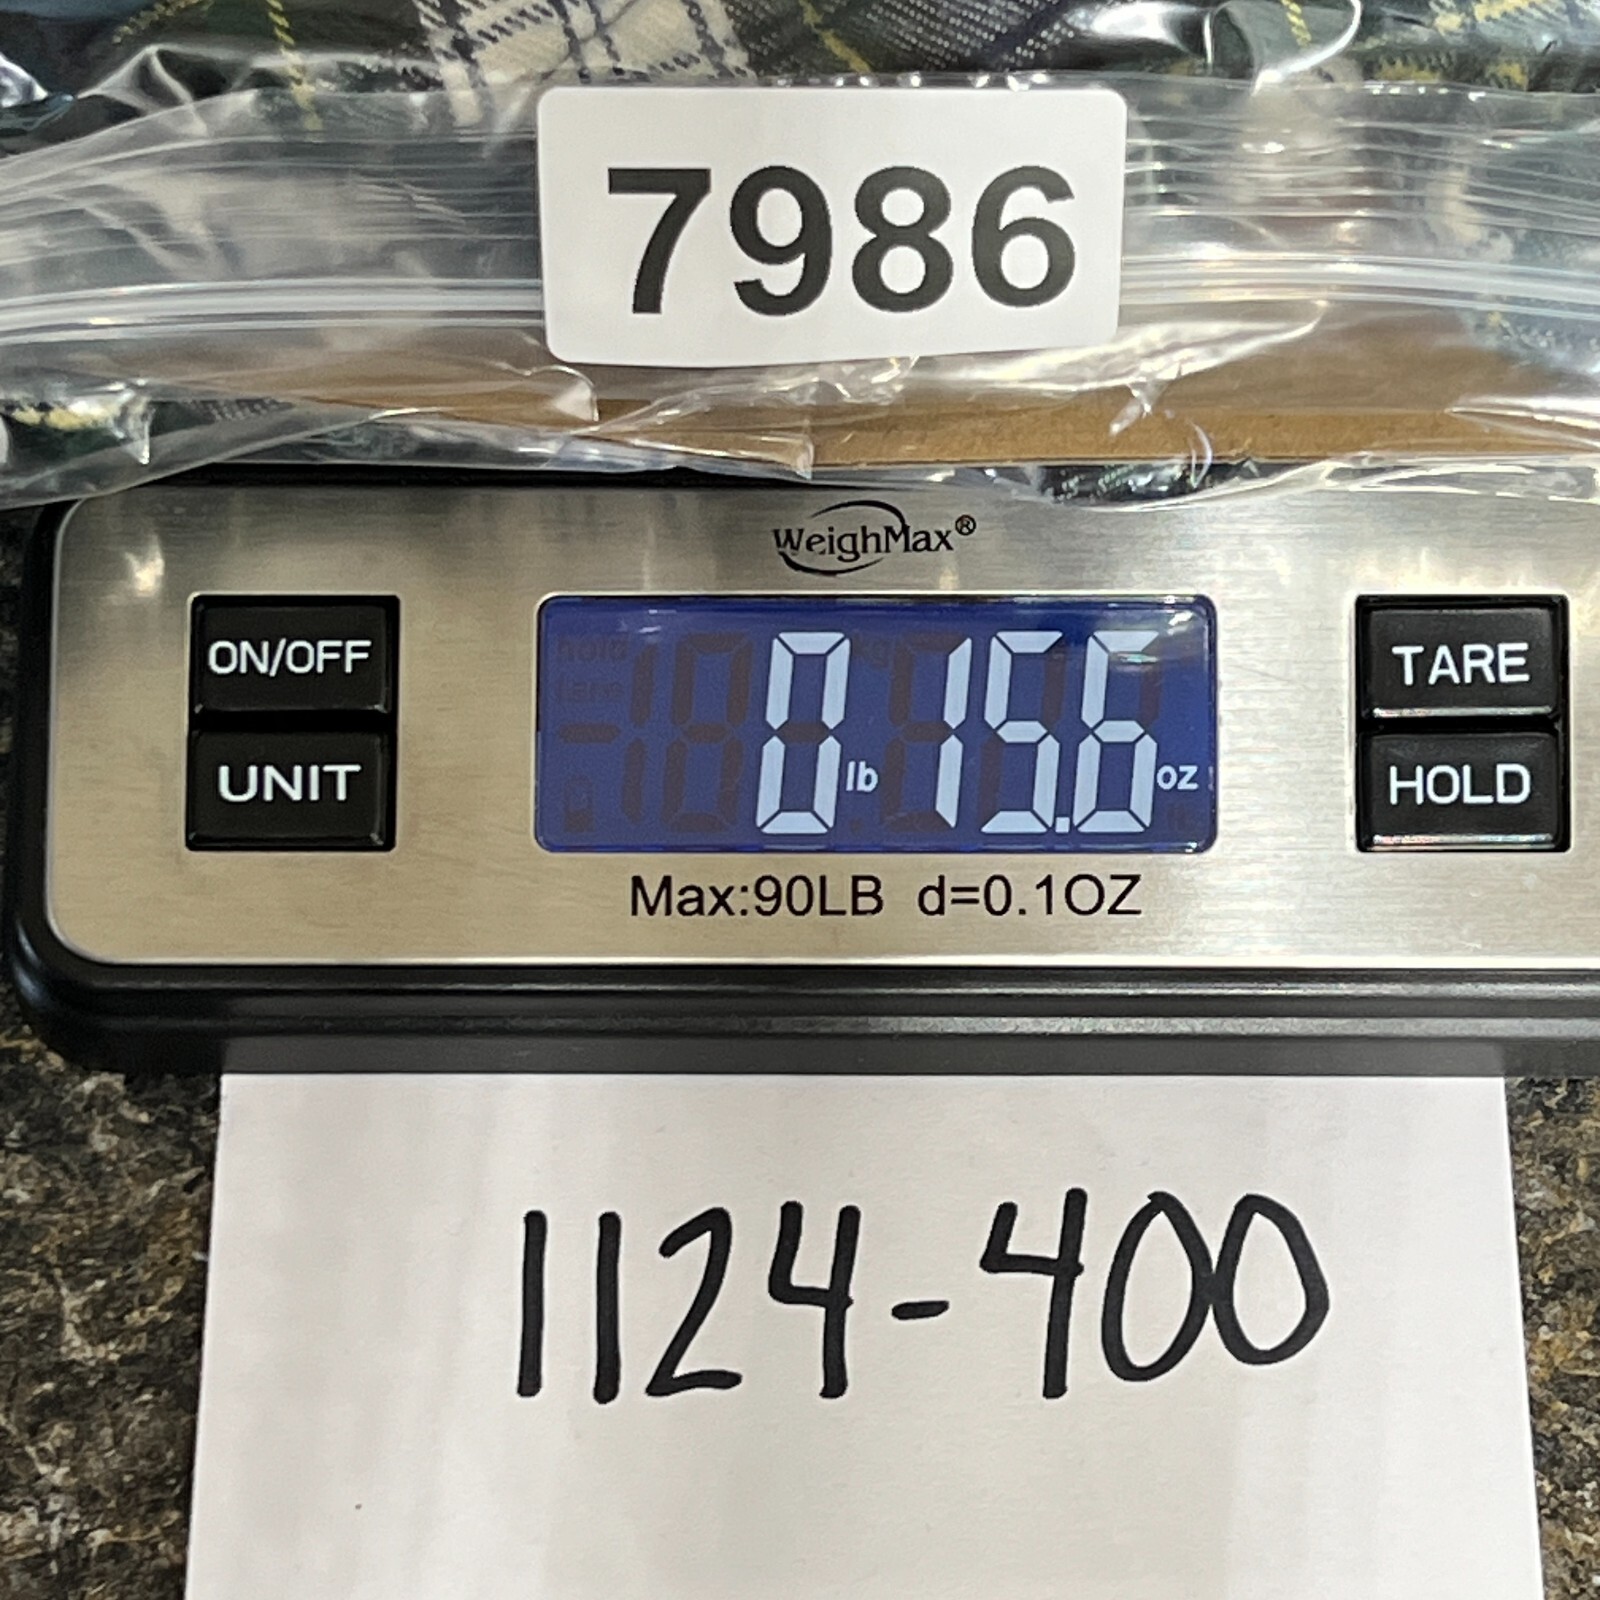 7986
WeighMax®
ON/OFF
UNIT
0 lb 15.6 oz
TARE
HOLD
Max:90LB d=0.1OZ
1124-400